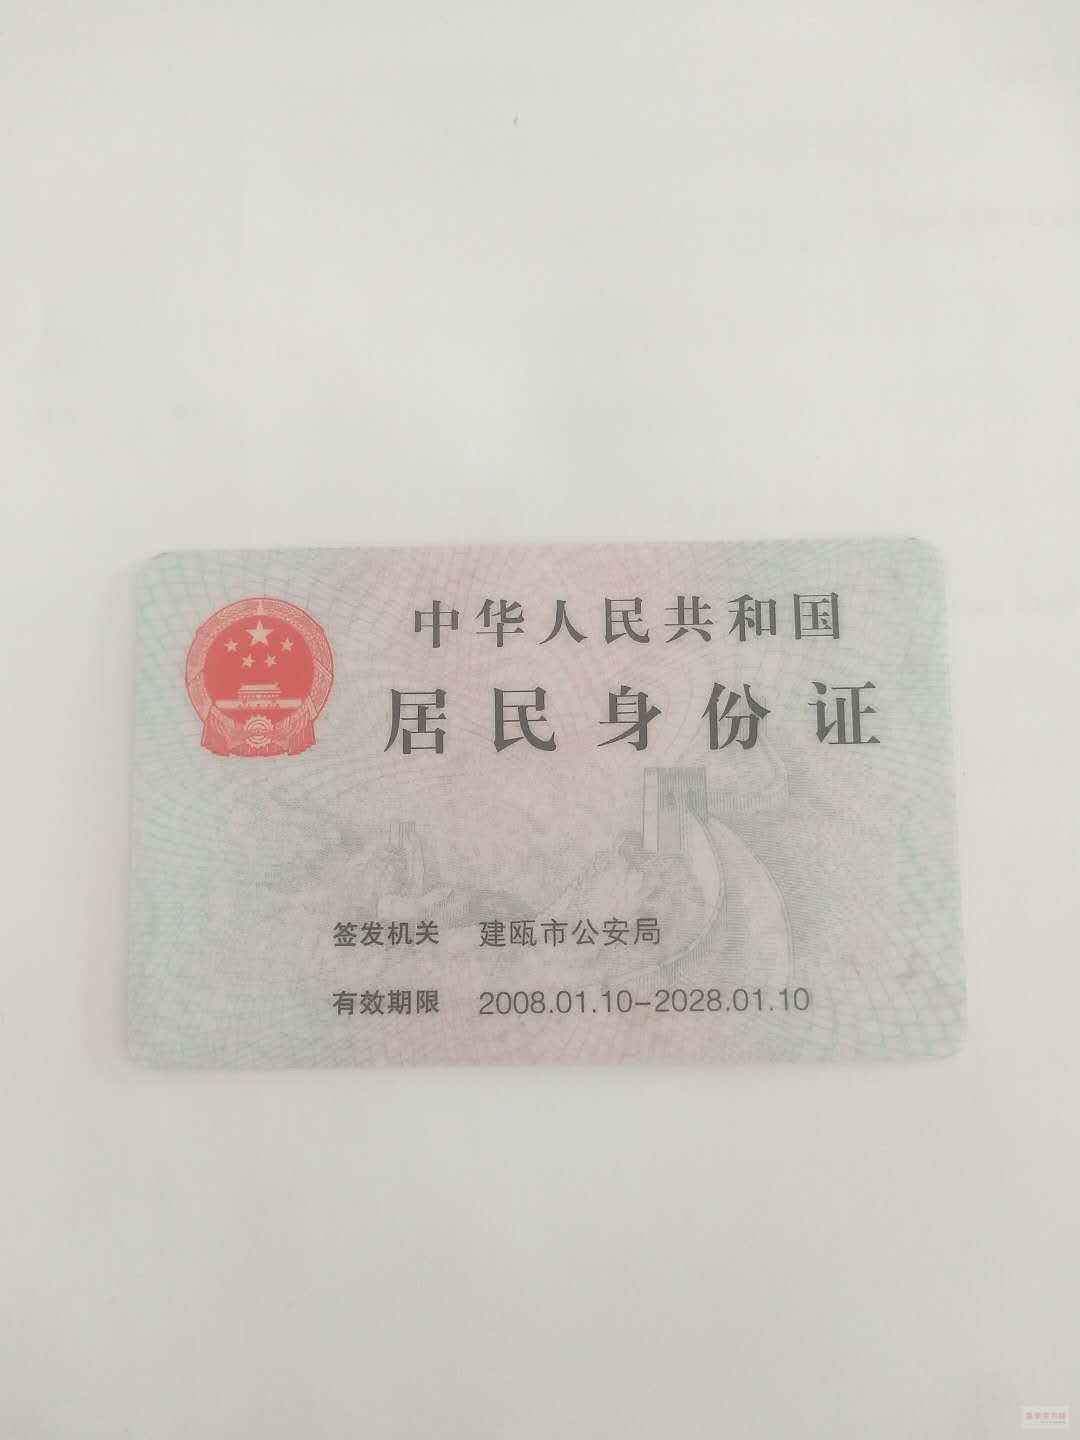 中华人民共和国
居民身份证
签发机关 建瓯市公安局
有效期限 2008.01.10-2028.01.10